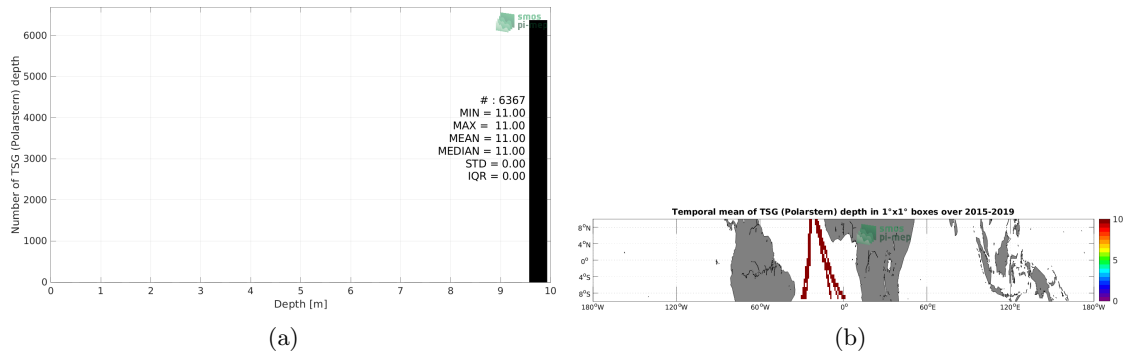 smos
pi-mep
Number of TSG (Polarstern) depth
6000
5000
4000
3000
2000
1000
0
# : 6367
MIN = 11.00
MAX = 11.00
MEAN = 11.00
MEDIAN = 11.00
STD = 0.00
IQR = 0.00
0 1 2 3 4 5 6 7 8 9 10
Depth [m]
(a)
Temporal mean of TSG (Polarstern) depth in 1°x1° boxes over 2015-2019
smos
pi-mep
8°N
4°N
0°
4°S
8°S
180°W 120°W 60°W 0°E 60°E 120°E 180°W
10
5
0
(b)